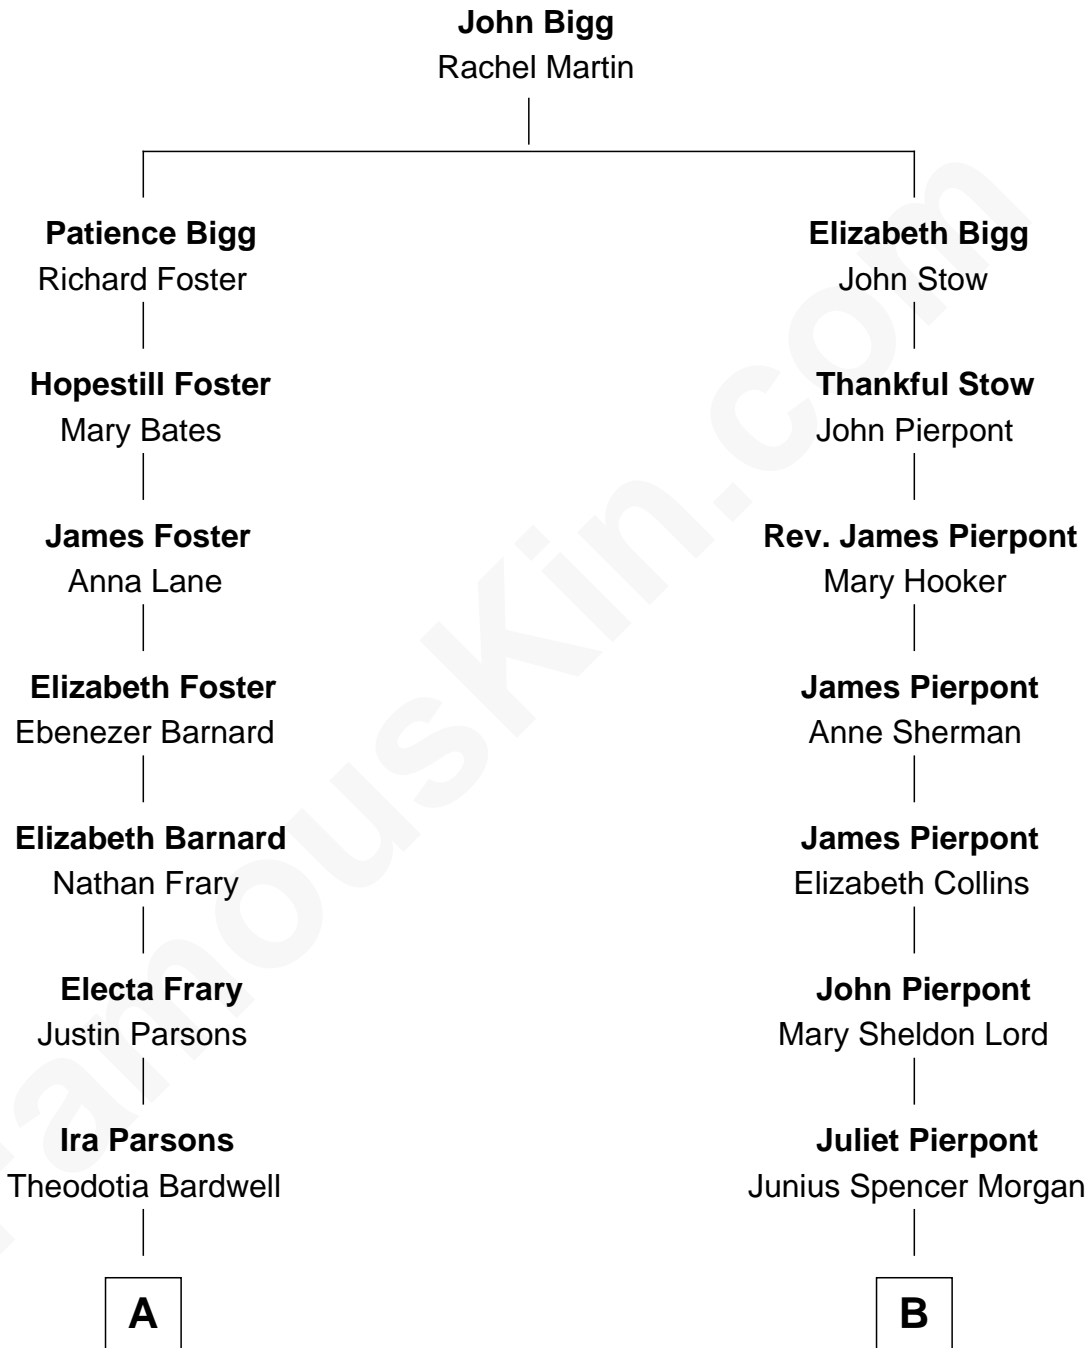 John Bigg
Rachel Martin
Patience Bigg
Richard Foster
Elizabeth Bigg
John Stow
Hopestill Foster
Mary Bates
Thankful Stow
John Pierpont
James Foster
Anna Lane
Rev. James Pierpont
Mary Hooker
Elizabeth Foster
Ebenezer Barnard
James Pierpont
Anne Sherman
Elizabeth Barnard
Nathan Frary
James Pierpont
Elizabeth Collins
Electa Frary
Justin Parsons
John Pierpont
Mary Sheldon Lord
Ira Parsons
Theodotia Bardwell
Juliet Pierpont
Junius Spencer Morgan
A
B
FamousKin.com